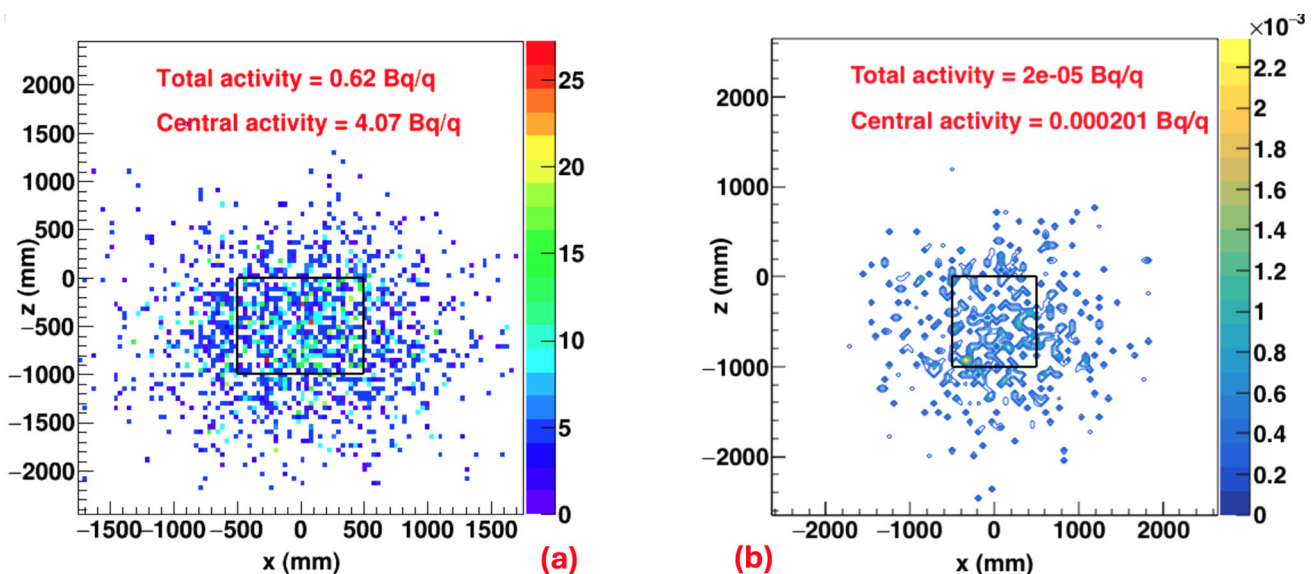 ×10⁻³
Total activity = 0.62 Bq/q
Central activity = 4.07 Bq/q
2000
1500
1000
500
0
−500
−1000
−1500
−2000
z (mm)
−1500 −1000 −500 0 500 1000 1500
x (mm)
25
20
15
10
5
0
(a)
Total activity = 2e-05 Bq/q
Central activity = 0.000201 Bq/q
2000
1000
0
−1000
−2000
z (mm)
−2000 −1000 0 1000 2000
x (mm)
2.2
2
1.8
1.6
1.4
1.2
1
0.8
0.6
0.4
0.2
0
(b)